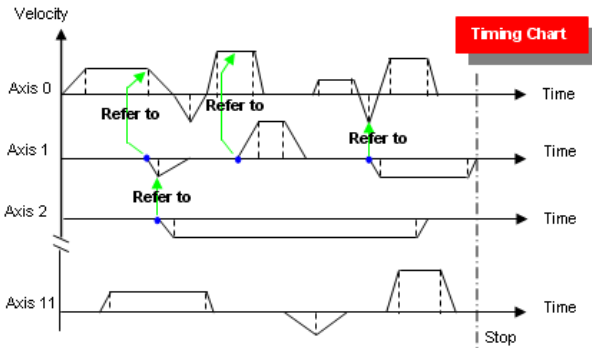 Velocity
Timing Chart
Axis 0
Time
Refer to
Refer to
Refer to
Axis 1
Time
Refer to
Axis 2
Time
Axis 11
Time
Stop